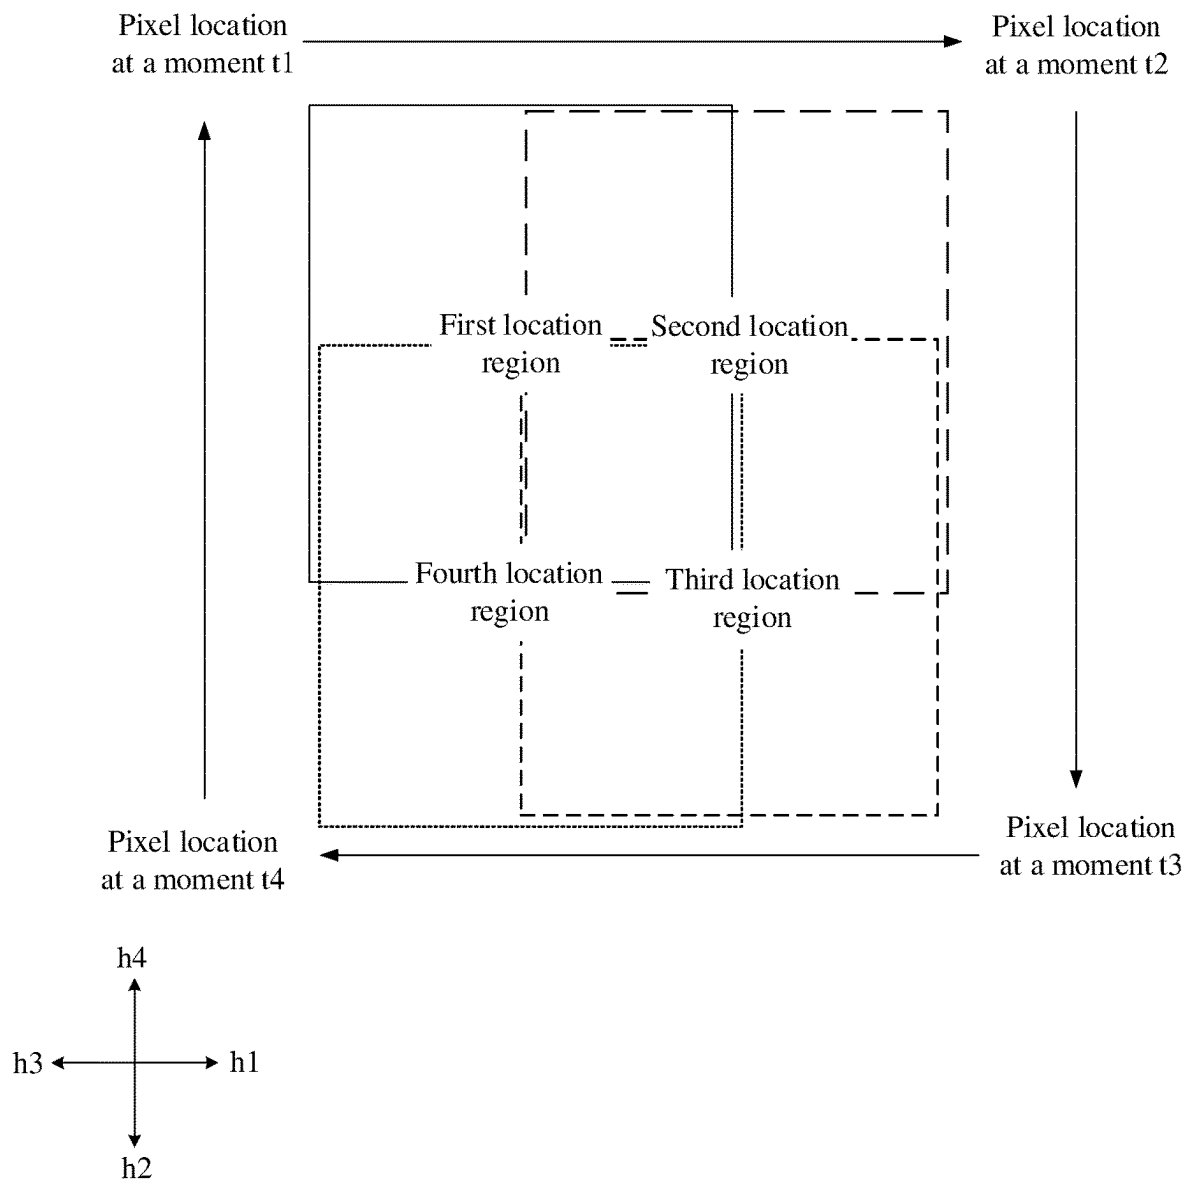 Pixel location
at a moment t1
Pixel location
at a moment t2
First location
region
Second location
region
Fourth location
region
Third location
region
Pixel location
at a moment t4
Pixel location
at a moment t3
h4
h3
h1
h2